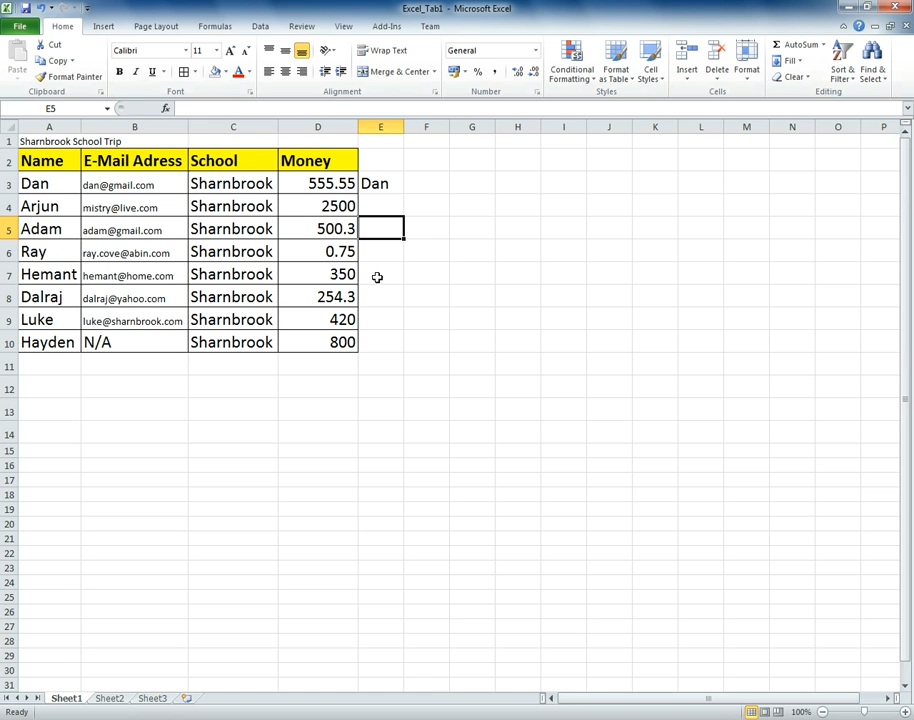 Excel_Tab1 - Microsoft Excel
File Home Insert Page Layout Formulas Data Review View Add-Ins Team
Paste
Cut
Copy
Format Painter
Clipboard
Calibri 11
B I U
Font
Wrap Text
Merge & Center
Alignment
General
Number
Conditional Formatting
Format as Table
Cell Styles
Styles
Insert Delete Format
Cells
AutoSum
Fill
Clear
Sort & Filter
Find & Select
Editing
E5 fx
A B C D E F G H I J K L M N O P
1 Sharnbrook School Trip
2 Name E-Mail Adress School Money
3 Dan dan@gmail.com Sharnbrook 555.55 Dan
4 Arjun mistry@live.com Sharnbrook 2500
5 Adam adam@gmail.com Sharnbrook 500.3
6 Ray ray.cove@abin.com Sharnbrook 0.75
7 Hemant hemant@home.com Sharnbrook 350
8 Dalraj dalraj@yahoo.com Sharnbrook 254.3
9 Luke luke@sharnbrook.com Sharnbrook 420
10 Hayden N/A Sharnbrook 800
11
12
13
14
15
16
17
18
19
20
21
22
23
24
25
26
27
28
29
30
31
Sheet1 Sheet2 Sheet3
Ready 100%